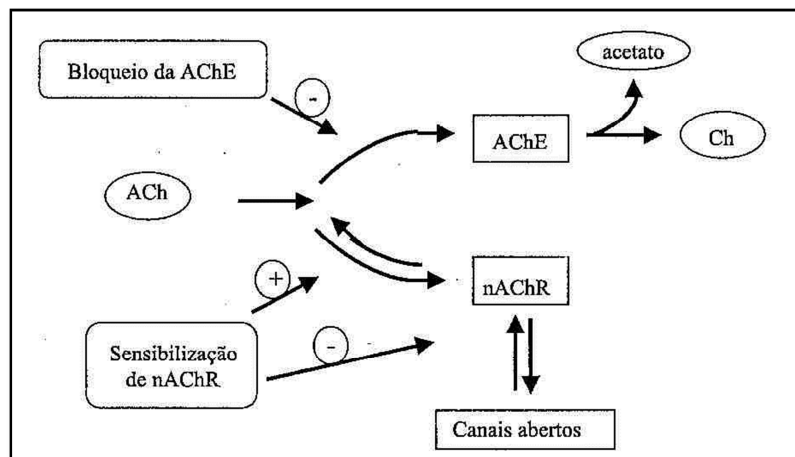 Bloqueio da AChE
-
acetato
AChE
Ch
ACh
+
nAChR
Sensibilização
de nAChR
-
Canais abertos